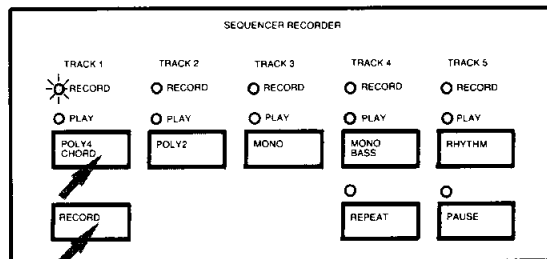 SEQUENCER RECORDER
TRACK 1 TRACK 2 TRACK 3 TRACK 4 TRACK 5
RECORD RECORD RECORD RECORD RECORD
PLAY PLAY PLAY PLAY PLAY
POLY4 POLY2 MONO MONO RHYTHM
CHORD BASS
RECORD REPEAT PAUSE